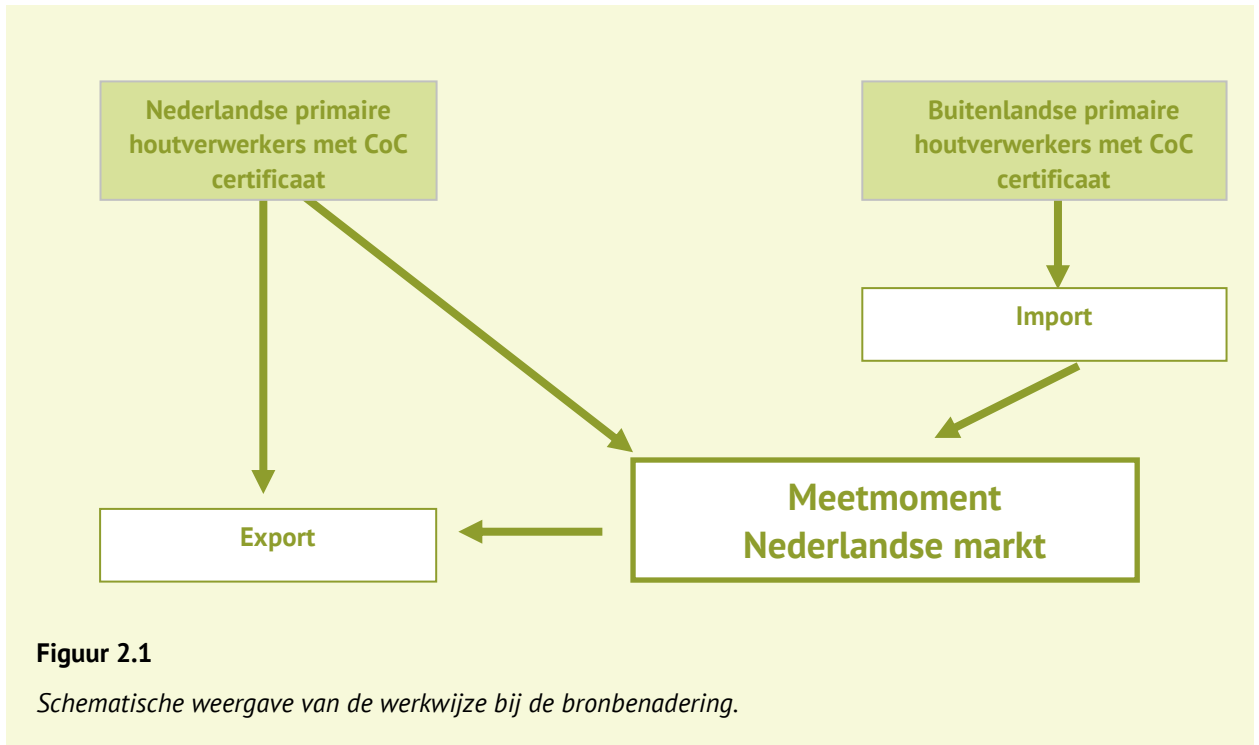 Nederlandse primaire
houtverwerkers met CoC
certificaat
Buitenlandse primaire
houtverwerkers met CoC
certificaat
Import
Meetmoment
Nederlandse markt
Export
Figuur 2.1
Schematische weergave van de werkwijze bij de bronbenadering.